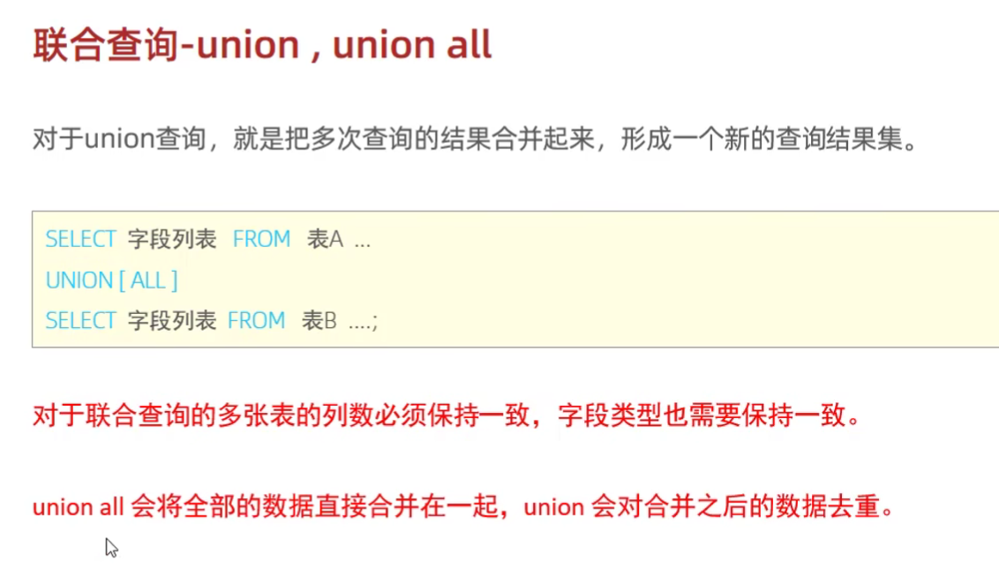 联合查询-union , union all
对于union查询，就是把多次查询的结果合并起来，形成一个新的查询结果集。
SELECT 字段列表 FROM 表A ...
UNION [ ALL ]
SELECT 字段列表 FROM 表B ....;
对于联合查询的多张表的列数必须保持一致，字段类型也需要保持一致。
union all 会将全部的数据直接合并在一起，union 会对合并之后的数据去重。